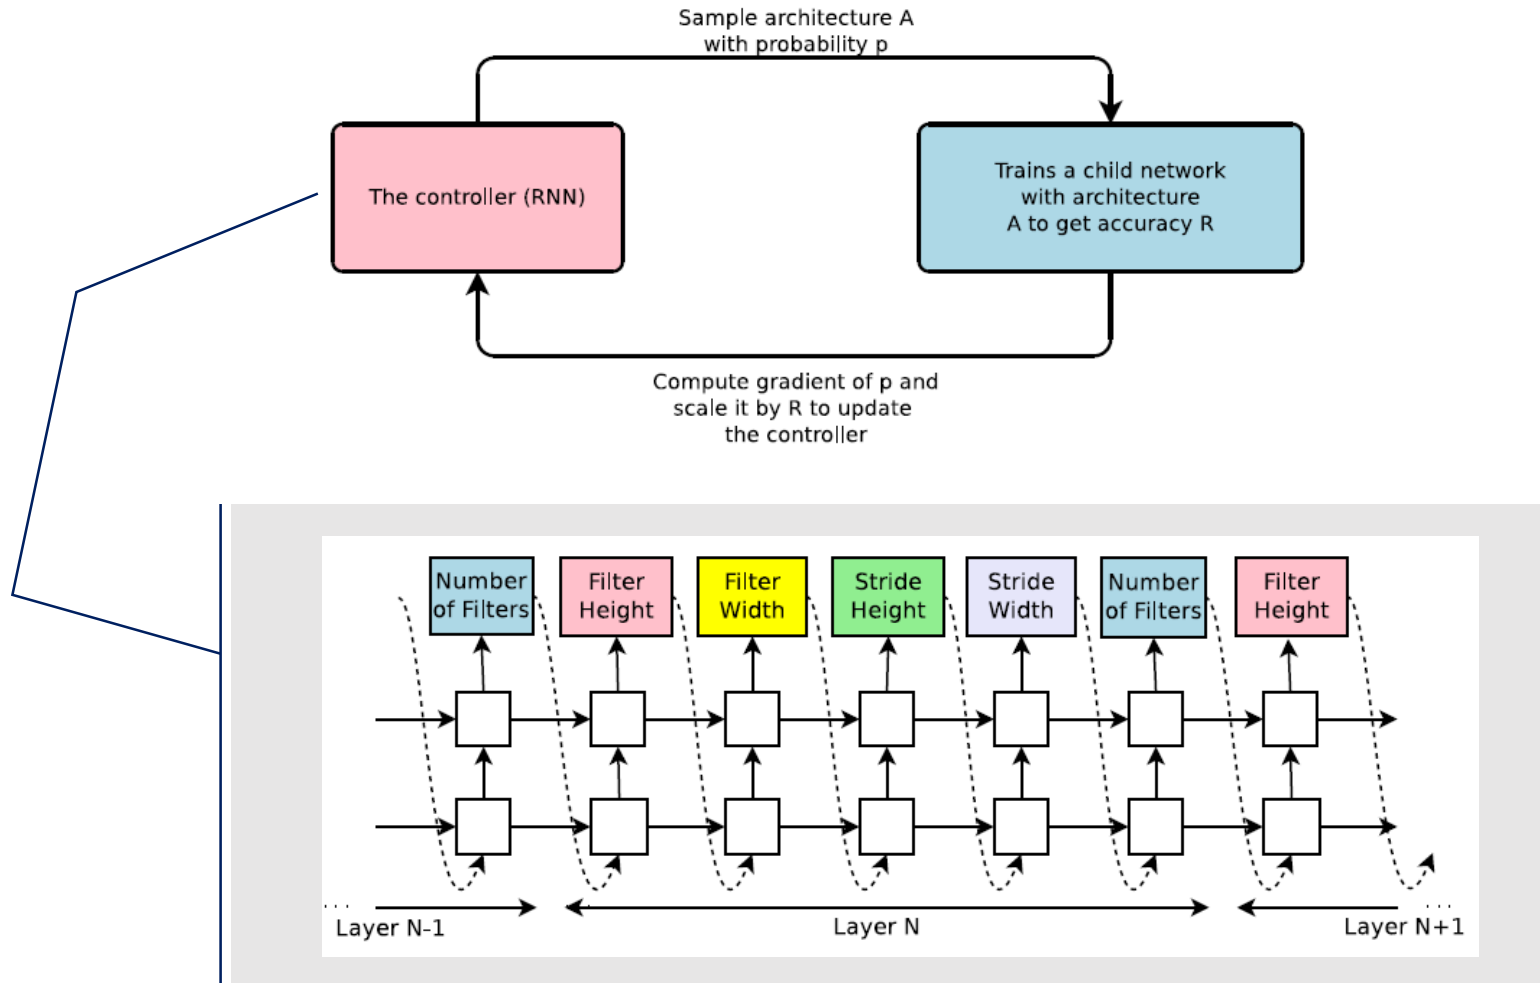 Sample architecture A
with probability p
The controller (RNN)
Trains a child network
with architecture
A to get accuracy R
Compute gradient of p and
scale it by R to update
the controller
Number
of Filters
Filter
Height
Filter
Width
Stride
Height
Stride
Width
Number
of Filters
Filter
Height
...
...
Layer N-1
Layer N
Layer N+1